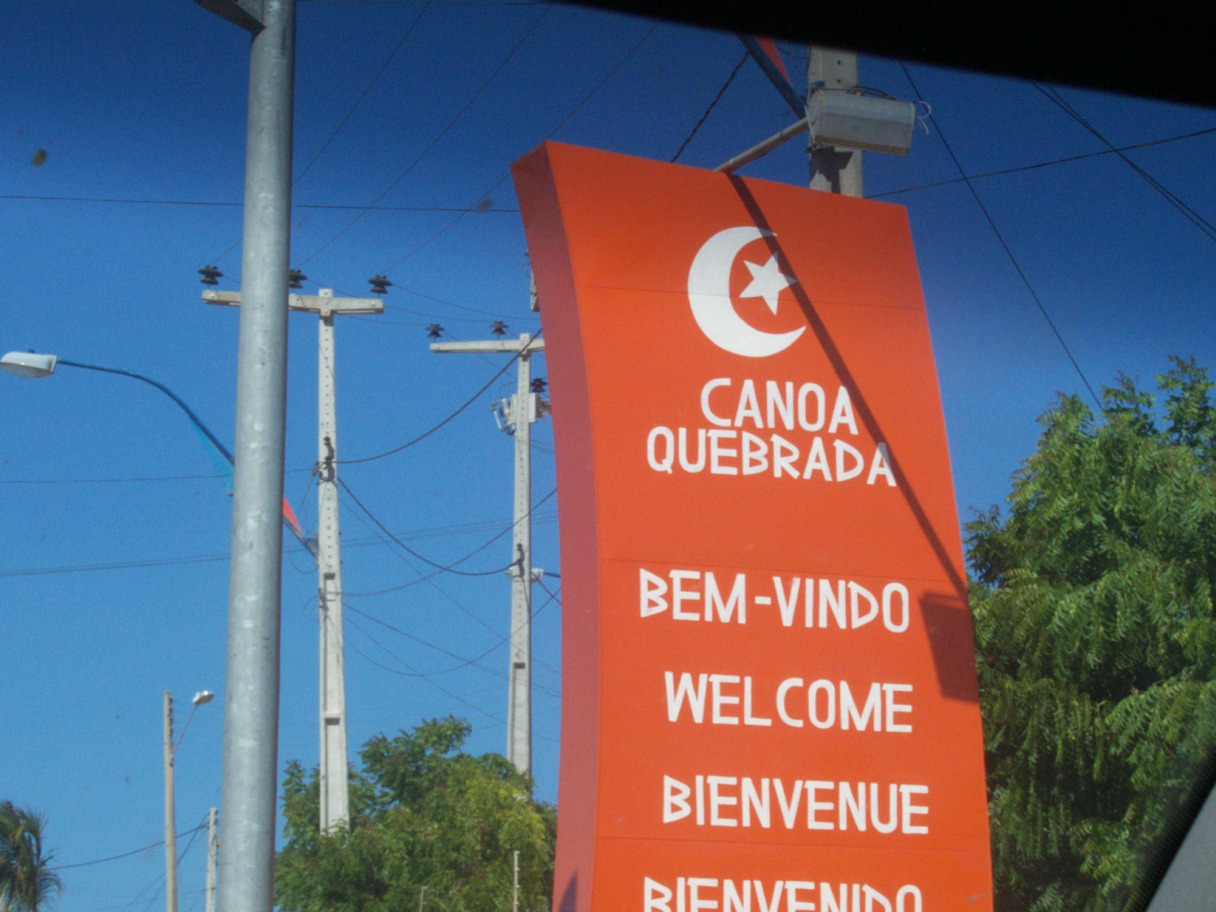 CANOA
QUEBRADA
BEM-VINDO
WELCOME
BIENVENUE
BIENVENIDO